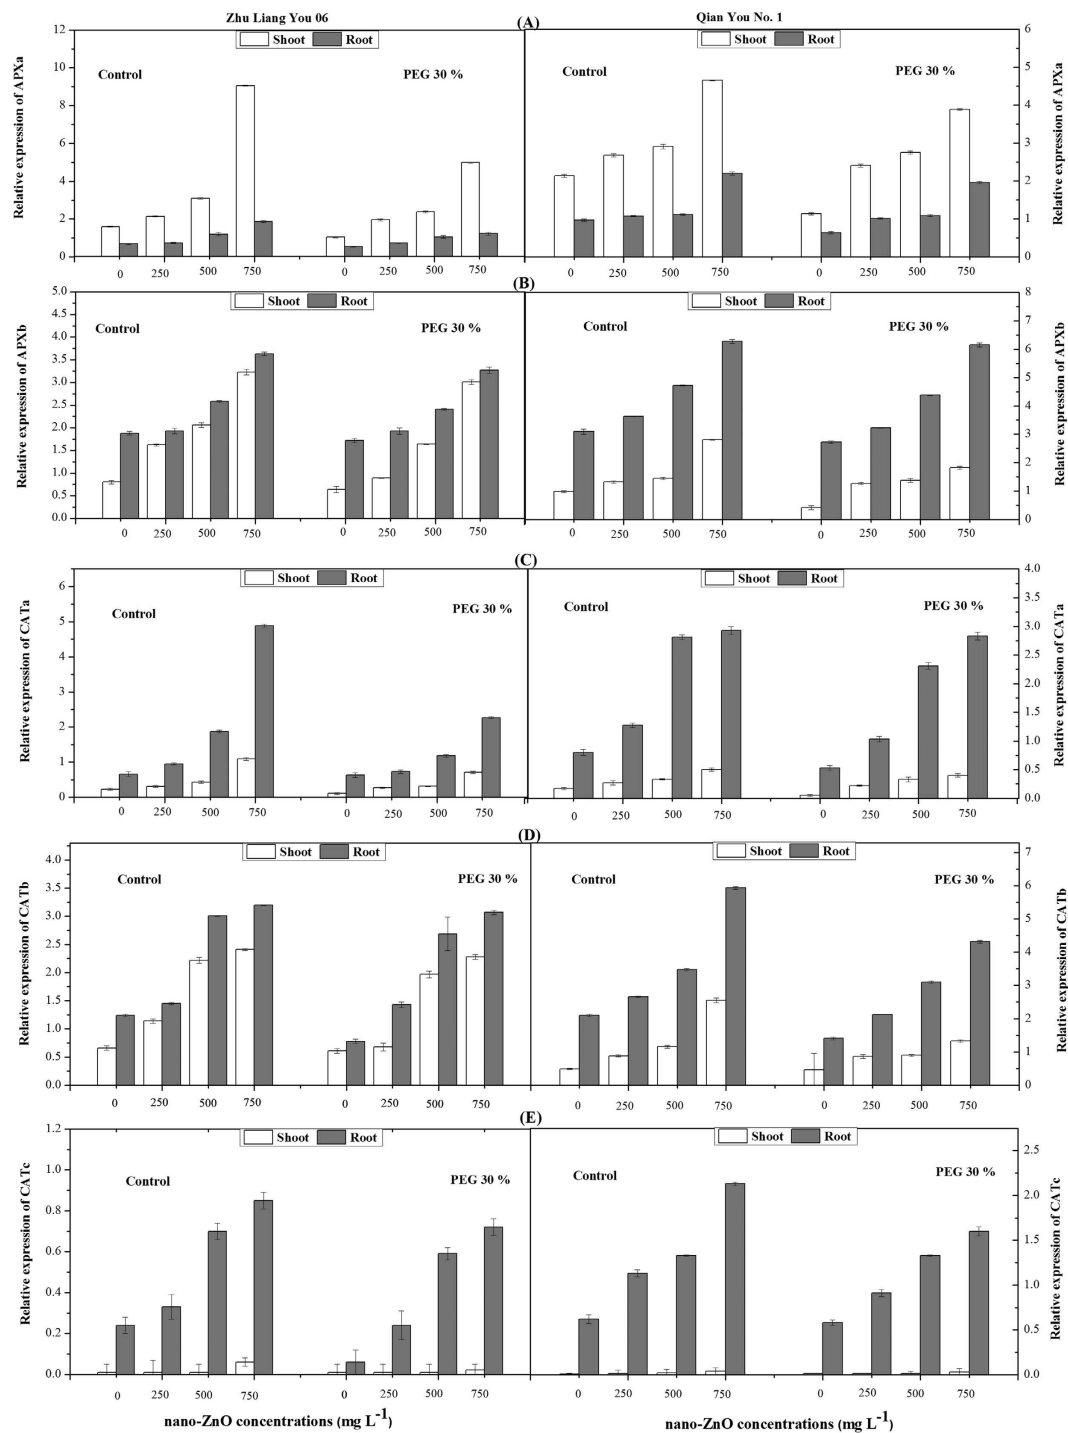 Zhu Liang You 06
(A)
Qian You No. 1
Relative expression of APXa
12
10
8
6
4
2
0
Shoot Root
Control
PEG 30 %
0 250 500 750 0 250 500 750
Shoot Root
Control
PEG 30 %
0 250 500 750 0 250 500 750
6
5
4
3
2
1
0
Relative expression of APXa
(B)
Relative expression of APXb
5.0
4.5
4.0
3.5
3.0
2.5
2.0
1.5
1.0
0.5
0.0
Shoot Root
Control
PEG 30 %
0 250 500 750 0 250 500 750
Shoot Root
Control
PEG 30 %
0 250 500 750 0 250 500 750
8
7
6
5
4
3
2
1
0
Relative expression of APXb
(C)
Relative expression of CATa
6
5
4
3
2
1
0
Shoot Root
Control
PEG 30 %
0 250 500 750 0 250 500 750
Shoot Root
Control
PEG 30 %
0 250 500 750 0 250 500 750
4.0
3.5
3.0
2.5
2.0
1.5
1.0
0.5
0.0
Relative expression of CATa
(D)
Relative expression of CATb
4.0
3.5
3.0
2.5
2.0
1.5
1.0
0.5
0.0
Shoot Root
Control
PEG 30 %
0 250 500 750 0 250 500 750
Shoot Root
Control
PEG 30 %
0 250 500 750 0 250 500 750
7
6
5
4
3
2
1
0
Relative expression of CATb
(E)
Relative expression of CATc
1.2
1.0
0.8
0.6
0.4
0.2
0.0
Shoot Root
Control
PEG 30 %
0 250 500 750 0 250 500 750
Shoot Root
Control
PEG 30 %
0 250 500 750 0 250 500 750
2.5
2.0
1.5
1.0
0.5
0.0
Relative expression of CATc
nano-ZnO concentrations (mg L⁻¹)
nano-ZnO concentrations (mg L⁻¹)